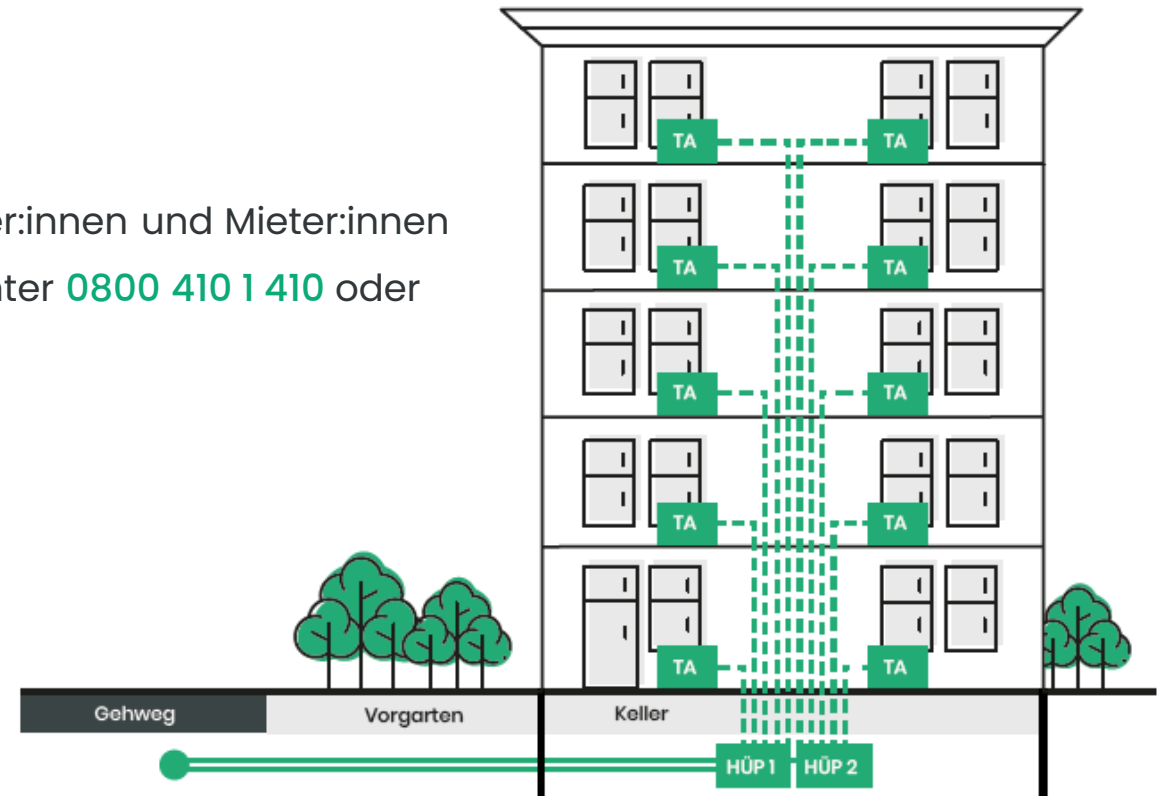 TA TA
er:innen und Mieter:innen
TA TA
nter 0800 410 1 410 oder
TA TA
TA TA
TA TA
Gehweg Vorgarten Keller
HÜP 1 HÜP 2